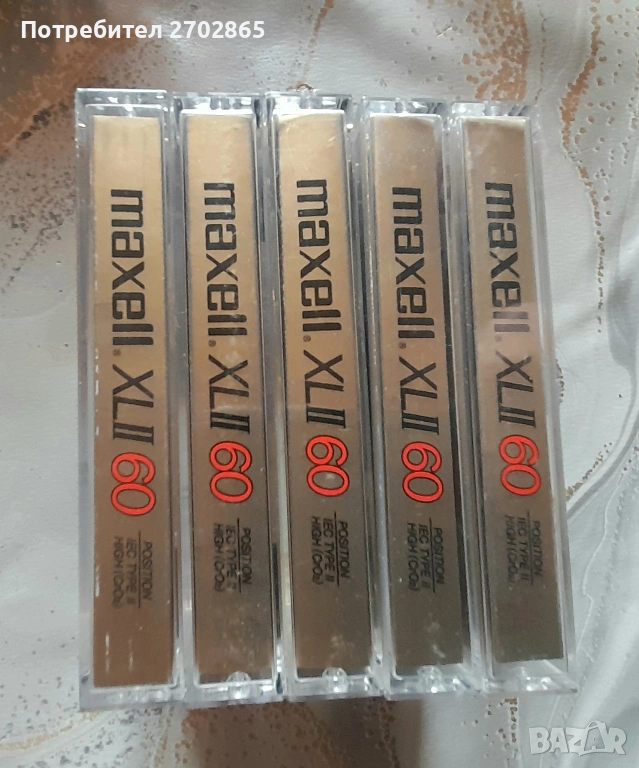 Потребител 2702865
maxell. XLII 60
POSITION
IEC TYPE II
HIGH (CrO₂)
maxell. XLII 60
POSITION
IEC TYPE II
HIGH (CrO₂)
maxell. XLII 60
POSITION
IEC TYPE II
HIGH (CrO₂)
maxell. XLII 60
POSITION
IEC TYPE II
HIGH (CrO₂)
maxell. XLII 60
POSITION
IEC TYPE II
HIGH (CrO₂)
BAZAR